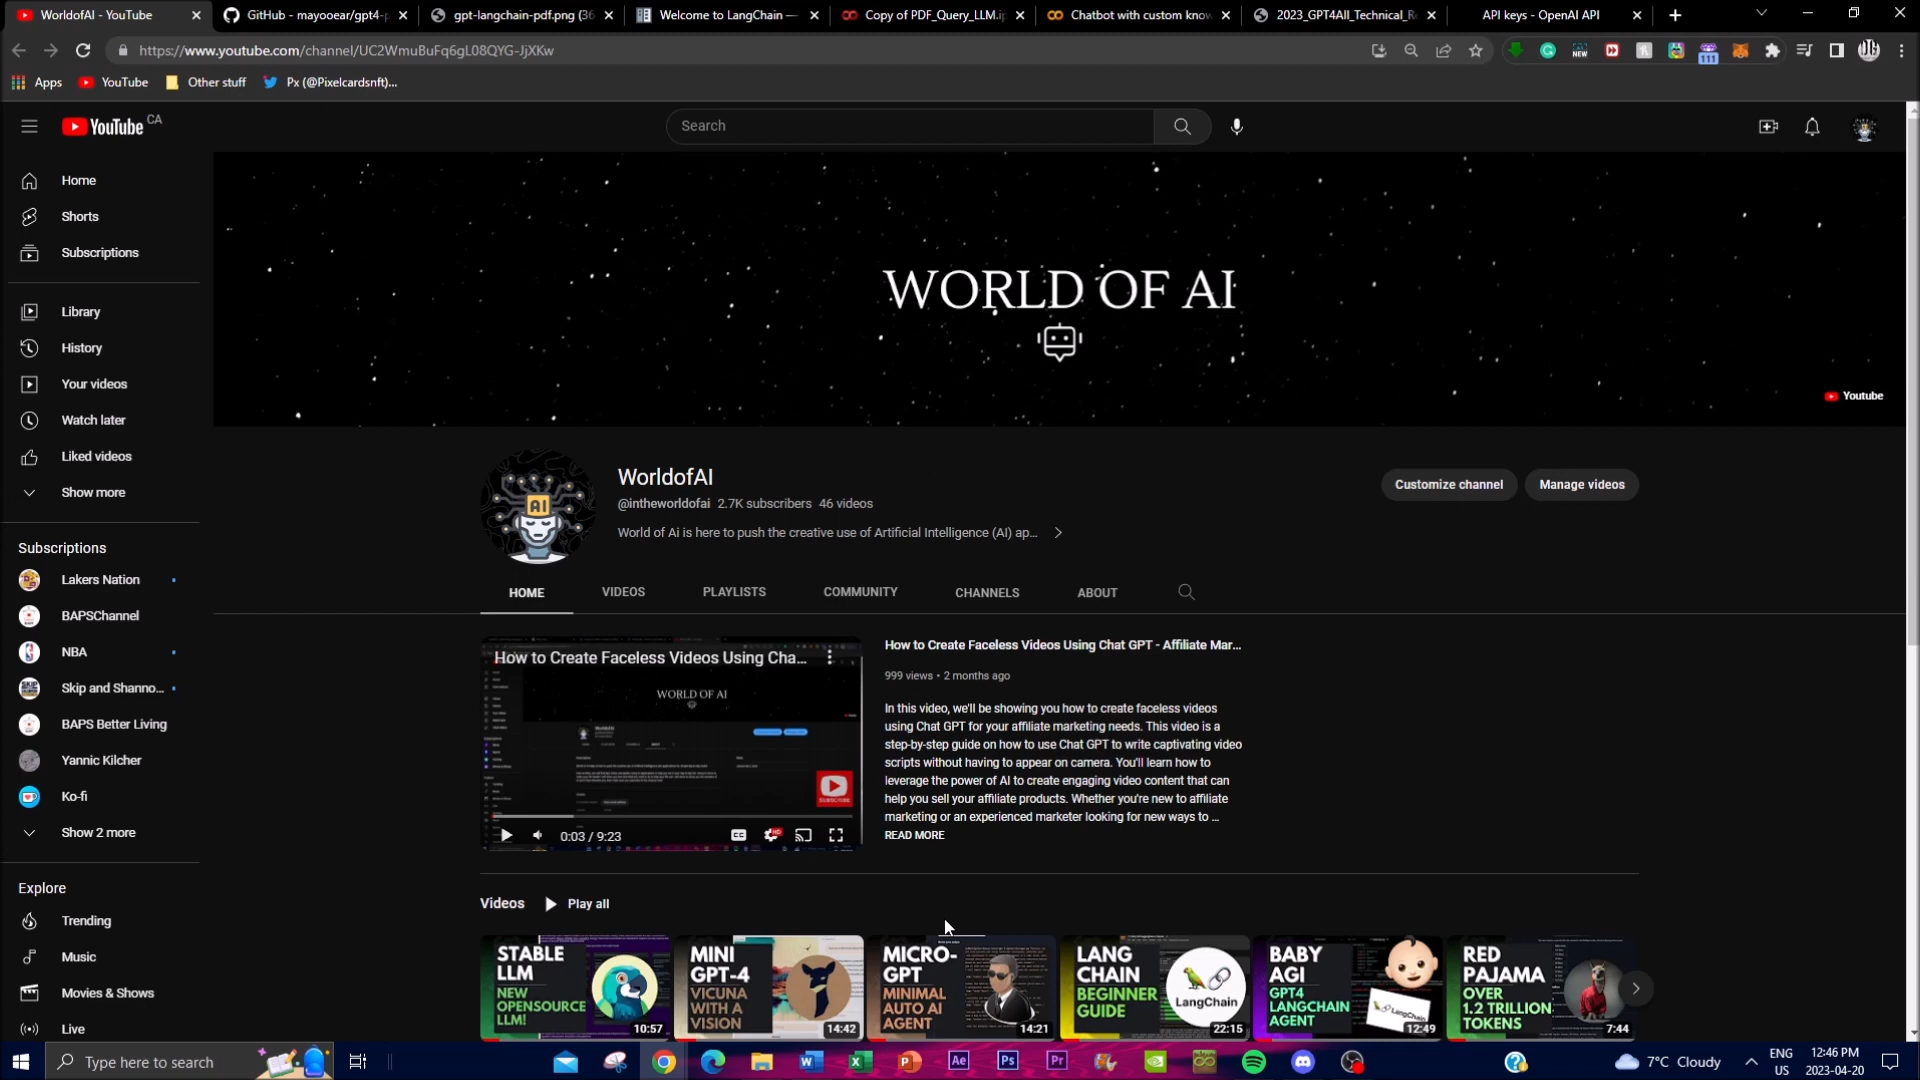 WorldofAI - YouTube
GitHub - mayooear/gpt4-p
gpt-langchain-pdf.png (36
Welcome to LangChain —
Copy of PDF_Query_LLM.ip
Chatbot with custom know
2023_GPT4All_Technical_Re
API keys - OpenAI API
https://www.youtube.com/channel/UC2WmuBuFq6gL08QYG-JjXKw
Apps
YouTube
Other stuff
Px (@Pixelcardsnft)...
NEW
111
YouTube CA
Search
Home
Shorts
Subscriptions
Library
History
Your videos
Watch later
Liked videos
Show more
Subscriptions
Lakers Nation
BAPSChannel
NBA
Skip and Shanno...
BAPS Better Living
Yannic Kilcher
Ko-fi
Show 2 more
Explore
Trending
Music
Movies & Shows
Live
WORLD OF AI
Youtube
AI
WorldofAI
@intheworldofai 2.7K subscribers 46 videos
World of Ai is here to push the creative use of Artificial Intelligence (AI) ap...
Customize channel
Manage videos
HOME
VIDEOS
PLAYLISTS
COMMUNITY
CHANNELS
ABOUT
How to Create Faceless Videos Using Cha...
WORLD OF AI
SUBSCRIBE
0:03 / 9:23
How to Create Faceless Videos Using Chat GPT - Affiliate Mar...
999 views • 2 months ago
In this video, we'll be showing you how to create faceless videos
using Chat GPT for your affiliate marketing needs. This video is a
step-by-step guide on how to use Chat GPT to write captivating video
scripts without having to appear on camera. You'll learn how to
leverage the power of AI to create engaging video content that can
help you sell your affiliate products. Whether you're new to affiliate
marketing or an experienced marketer looking for new ways to ...
READ MORE
Videos
Play all
STABLE
LLM
NEW
OPENSOURCE
LLM!
10:57
MINI
GPT-4
VICUNA
WITH A
VISION
14:42
MICRO-
GPT
MINIMAL
AUTO AI
AGENT
14:21
LANG
CHAIN
BEGINNER
GUIDE
LangChain
22:15
BABY
AGI
GPT4
LANGCHAIN
AGENT
12:49
RED
PAJAMA
OVER
1.2 TRILLION
TOKENS
7:44
Type here to search
Ae
Ps
Pr
7°C Cloudy
ENG
US
12:46 PM
2023-04-20